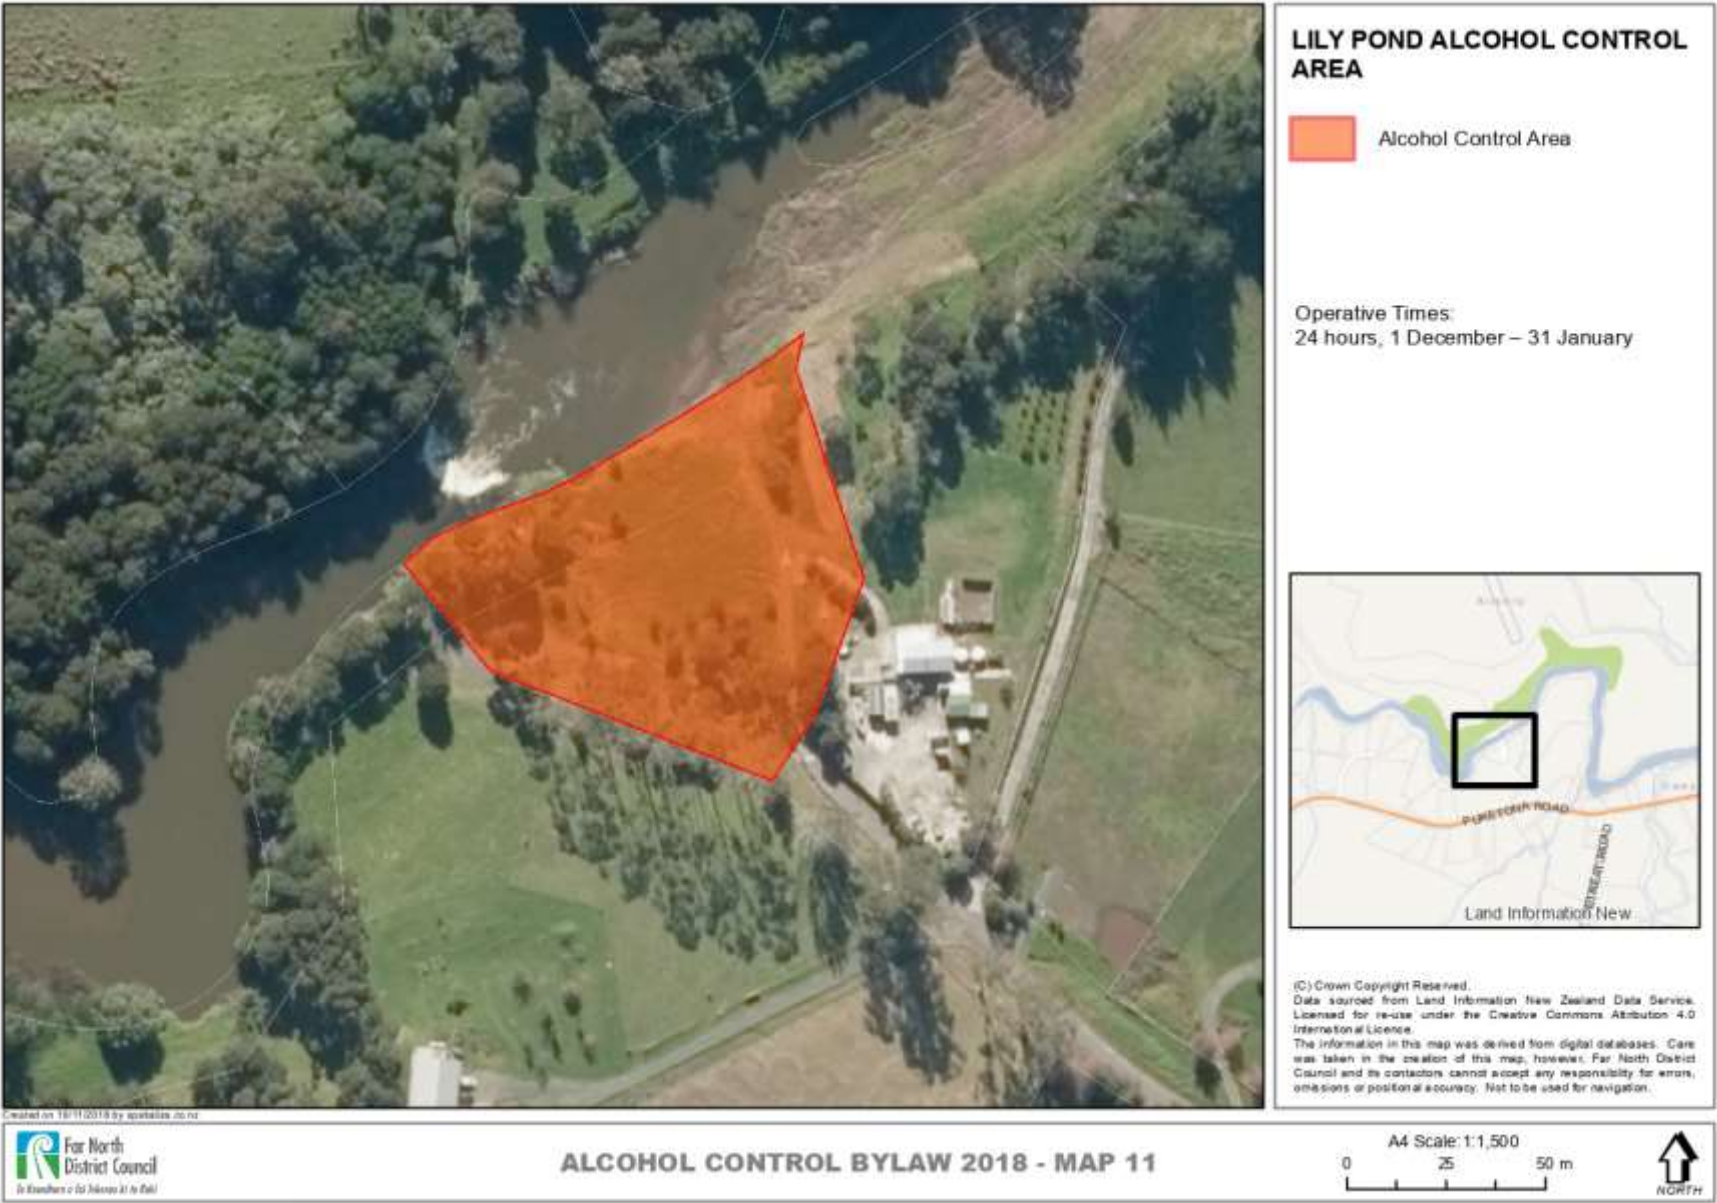 LILY POND ALCOHOL CONTROL
AREA
Alcohol Control Area
Operative Times:
24 hours, 1 December – 31 January
PUKETONA ROAD
ROAD
Land Information New
(C) Crown Copyright Reserved.
Data sourced from Land Information New Zealand Data Service.
Licensed for re-use under the Creative Commons Attribution 4.0
International Licence.
The information in this map was derived from digital databases. Care
was taken in the creation of this map, however, Far North District
Council and its contactors cannot accept any responsibility for errors,
omissions or positional accuracy. Not to be used for navigation.
Far North
District Council
ALCOHOL CONTROL BYLAW 2018 - MAP 11
A4 Scale: 1:1,500
0 25 50 m
NORTH